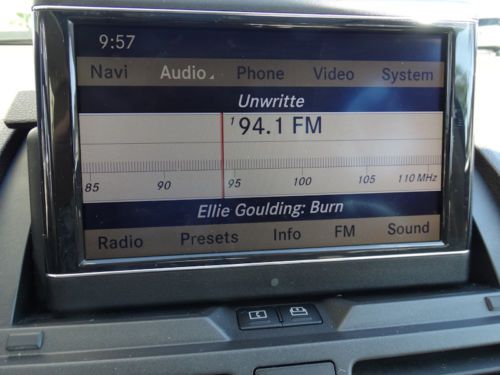 9:57
Navi Audio Phone Video System
Unwritte
1 94.1 FM
85 90 95 100 105 110 MHz
Ellie Goulding: Burn
Radio Presets Info FM Sound